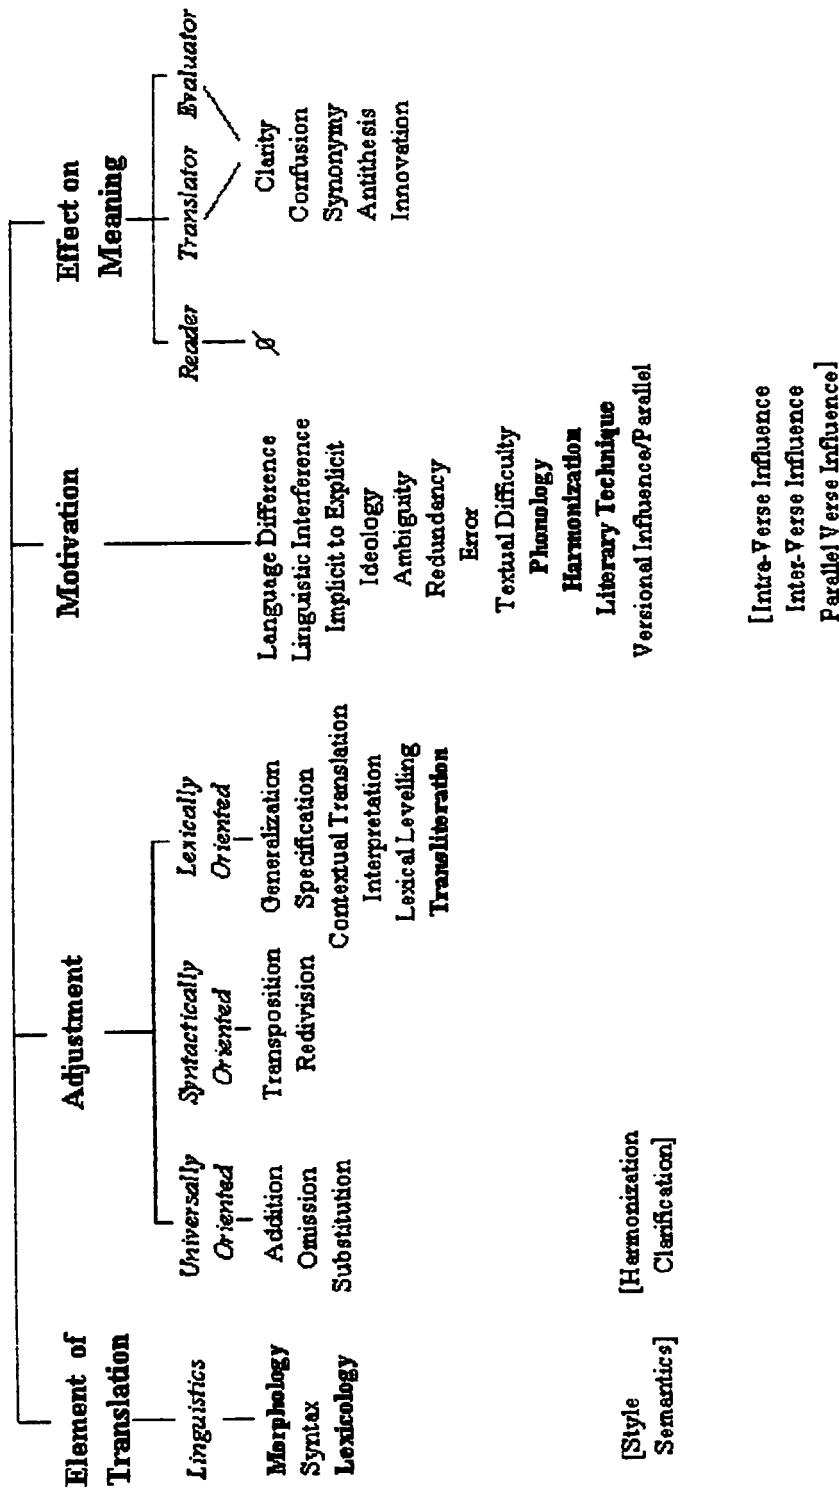 Element of
Translation
Linguistics
Morphology
Syntax
Lexicology
[Style
Semantics]
Adjustment
Universally
Oriented
Addition
Omission
Substitution
[Harmonization
Clarification]
Syntactically
Oriented
Transposition
Redivision
Lexically
Oriented
Generalization
Specification
Contextual Translation
Interpretation
Lexical Levelling
Transliteration
Motivation
Language Difference
Linguistic Interference
Implicit to Explicit
Ideology
Ambiguity
Redundancy
Error
Textual Difficulty
Phonology
Harmonization
Literary Technique
Versional Influence/Parallel
[Intra-Verse Influence
Inter-Verse Influence
Parallel Verse Influence]
Effect on
Meaning
Reader
Ø
Translator
Evaluator
Clarity
Confusion
Synonymy
Antithesis
Innovation